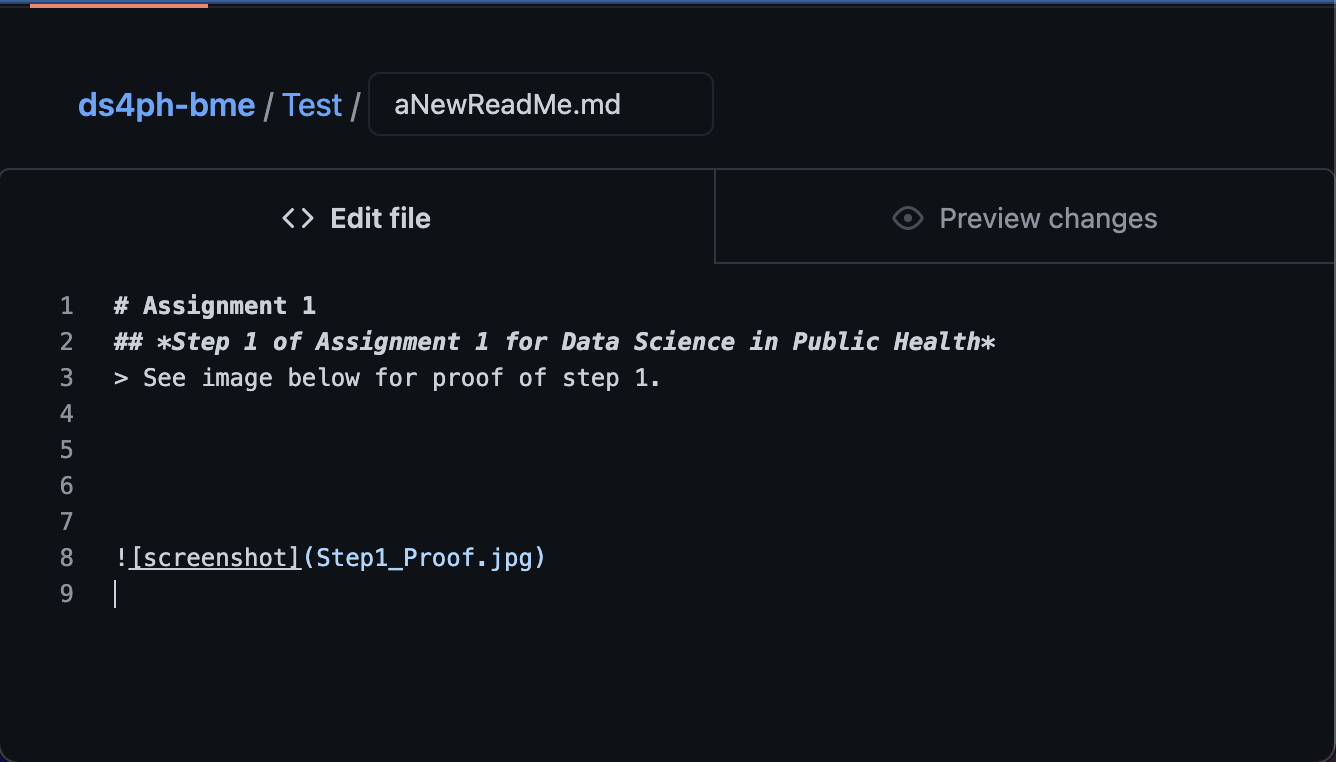 ds4ph-bme / Test / aNewReadMe.md
<> Edit file
Preview changes
1 # Assignment 1
2 ## *Step 1 of Assignment 1 for Data Science in Public Health*
3 > See image below for proof of step 1.
4
5
6
7
8 ![screenshot](Step1_Proof.jpg)
9